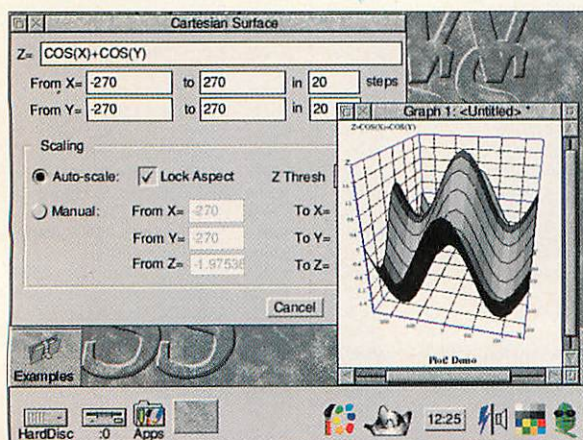 Cartesian Surface
Z= COS(X)+COS(Y)
From X= -270 to 270 in 20 steps
From Y= -270 to 270 in 20
Scaling
Auto-scale: Lock Aspect Z Thresh
Manual: From X= -270 To X=
From Y= -270 To Y=
From Z= -1.97538 To Z=
Cancel
Graph 1: <Untitled> *
Z=COS(X)+COS(Y)
Z
PlotZ Demo
Examples
HardDisc :0 Apps
12:25